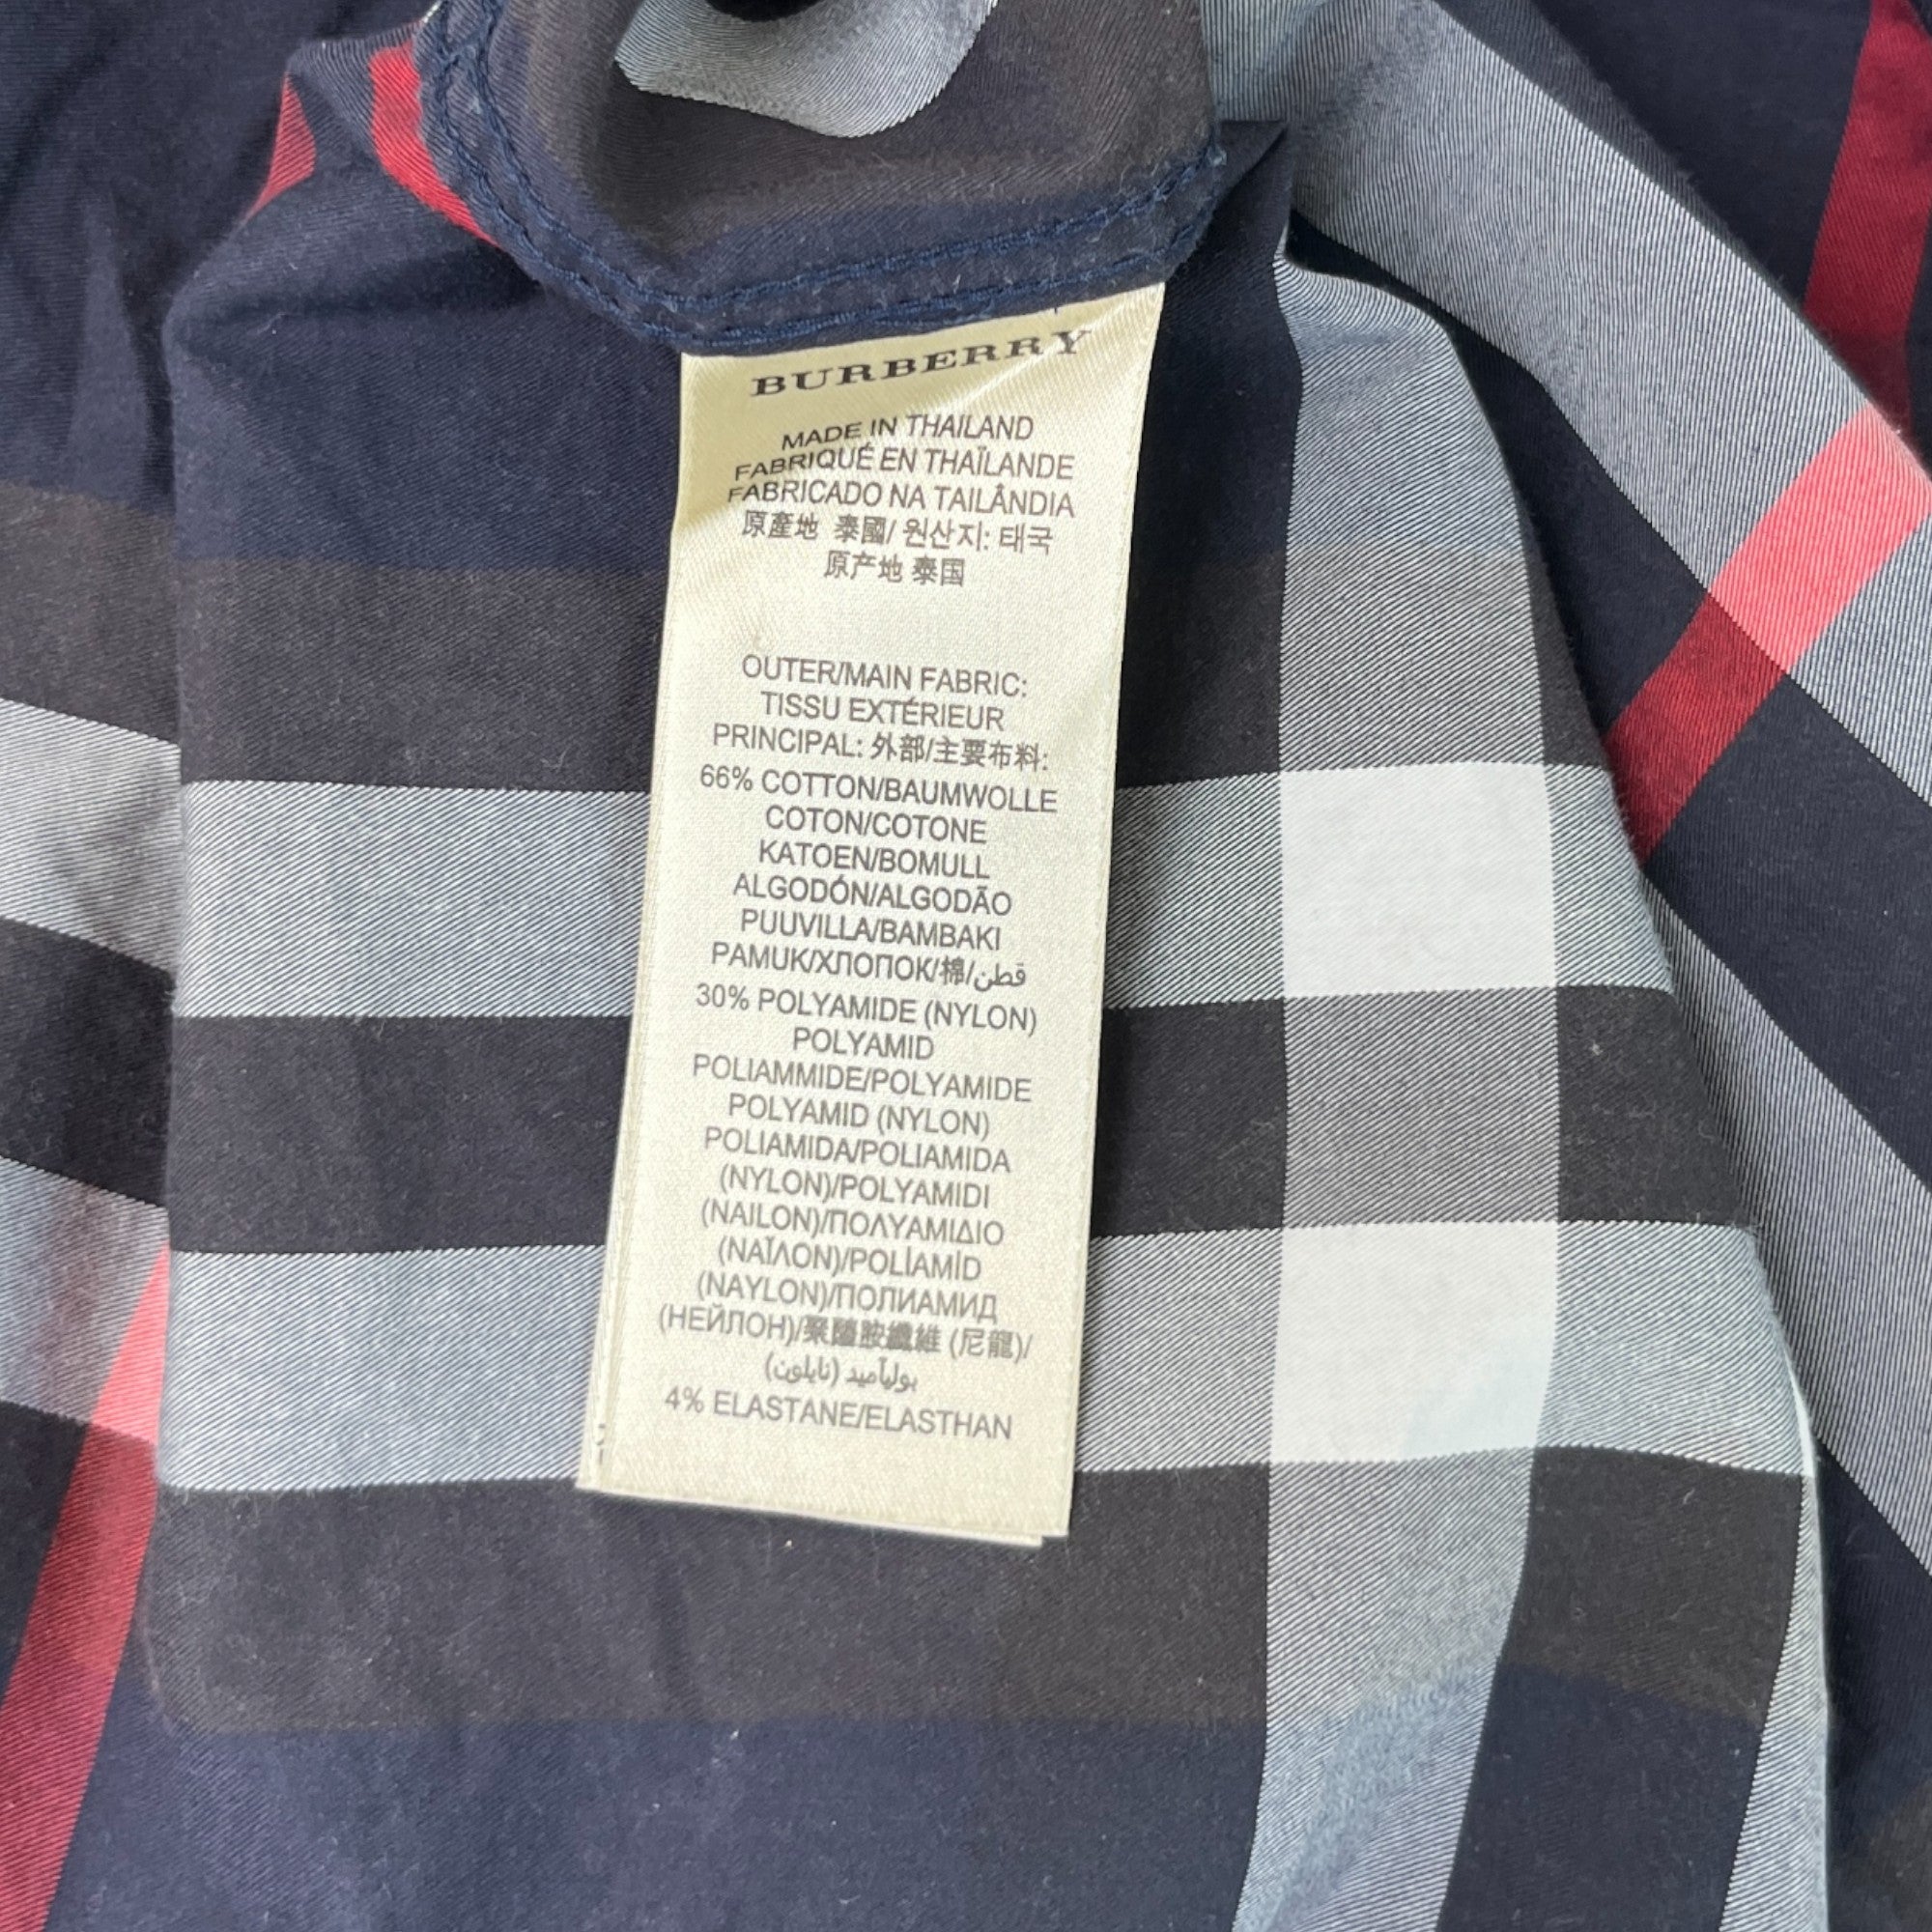 BURBERRY
MADE IN THAILAND
FABRIQUÉ EN THAÏLANDE
FABRICADO NA TAILÂNDIA
原產地 泰國/ 원산지: 태국
原产地 泰国
OUTER/MAIN FABRIC:
TISSU EXTÉRIEUR
PRINCIPAL: 外部/主要布料:
66% COTTON/BAUMWOLLE
COTON/COTONE
KATOEN/BOMULL
ALGODÓN/ALGODÃO
PUUVILLA/BAMBAKI
PAMUK/ХЛОПОК/棉/قطن
30% POLYAMIDE (NYLON)
POLYAMID
POLIAMMIDE/POLYAMIDE
POLYAMID (NYLON)
POLIAMIDA/POLIAMIDA
(NYLON)/POLYAMIDI
(NAILON)/ΠΟΛΥΑΜΙΔΙΟ
(ΝΑΪΛΟΝ)/POLİAMİD
(NAYLON)/ПОЛИАМИД
(НЕЙЛОН)/聚醯胺纖維 (尼龍)/
بوليآميد (نايلون)
4% ELASTANE/ELASTHAN